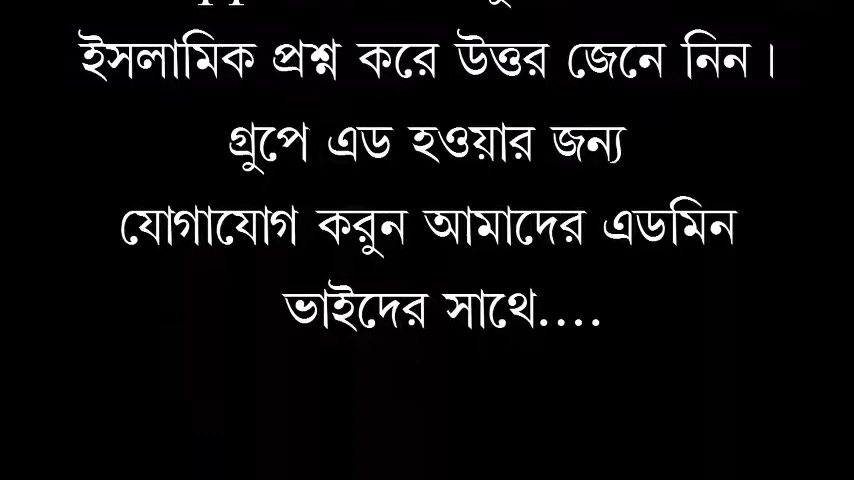 ইসলামিক প্রশ্ন করে উত্তর জেনে নিন।
গ্রুপে এড হওয়ার জন্য
যোগাযোগ করুন আমাদের এডমিন
ভাইদের সাথে....